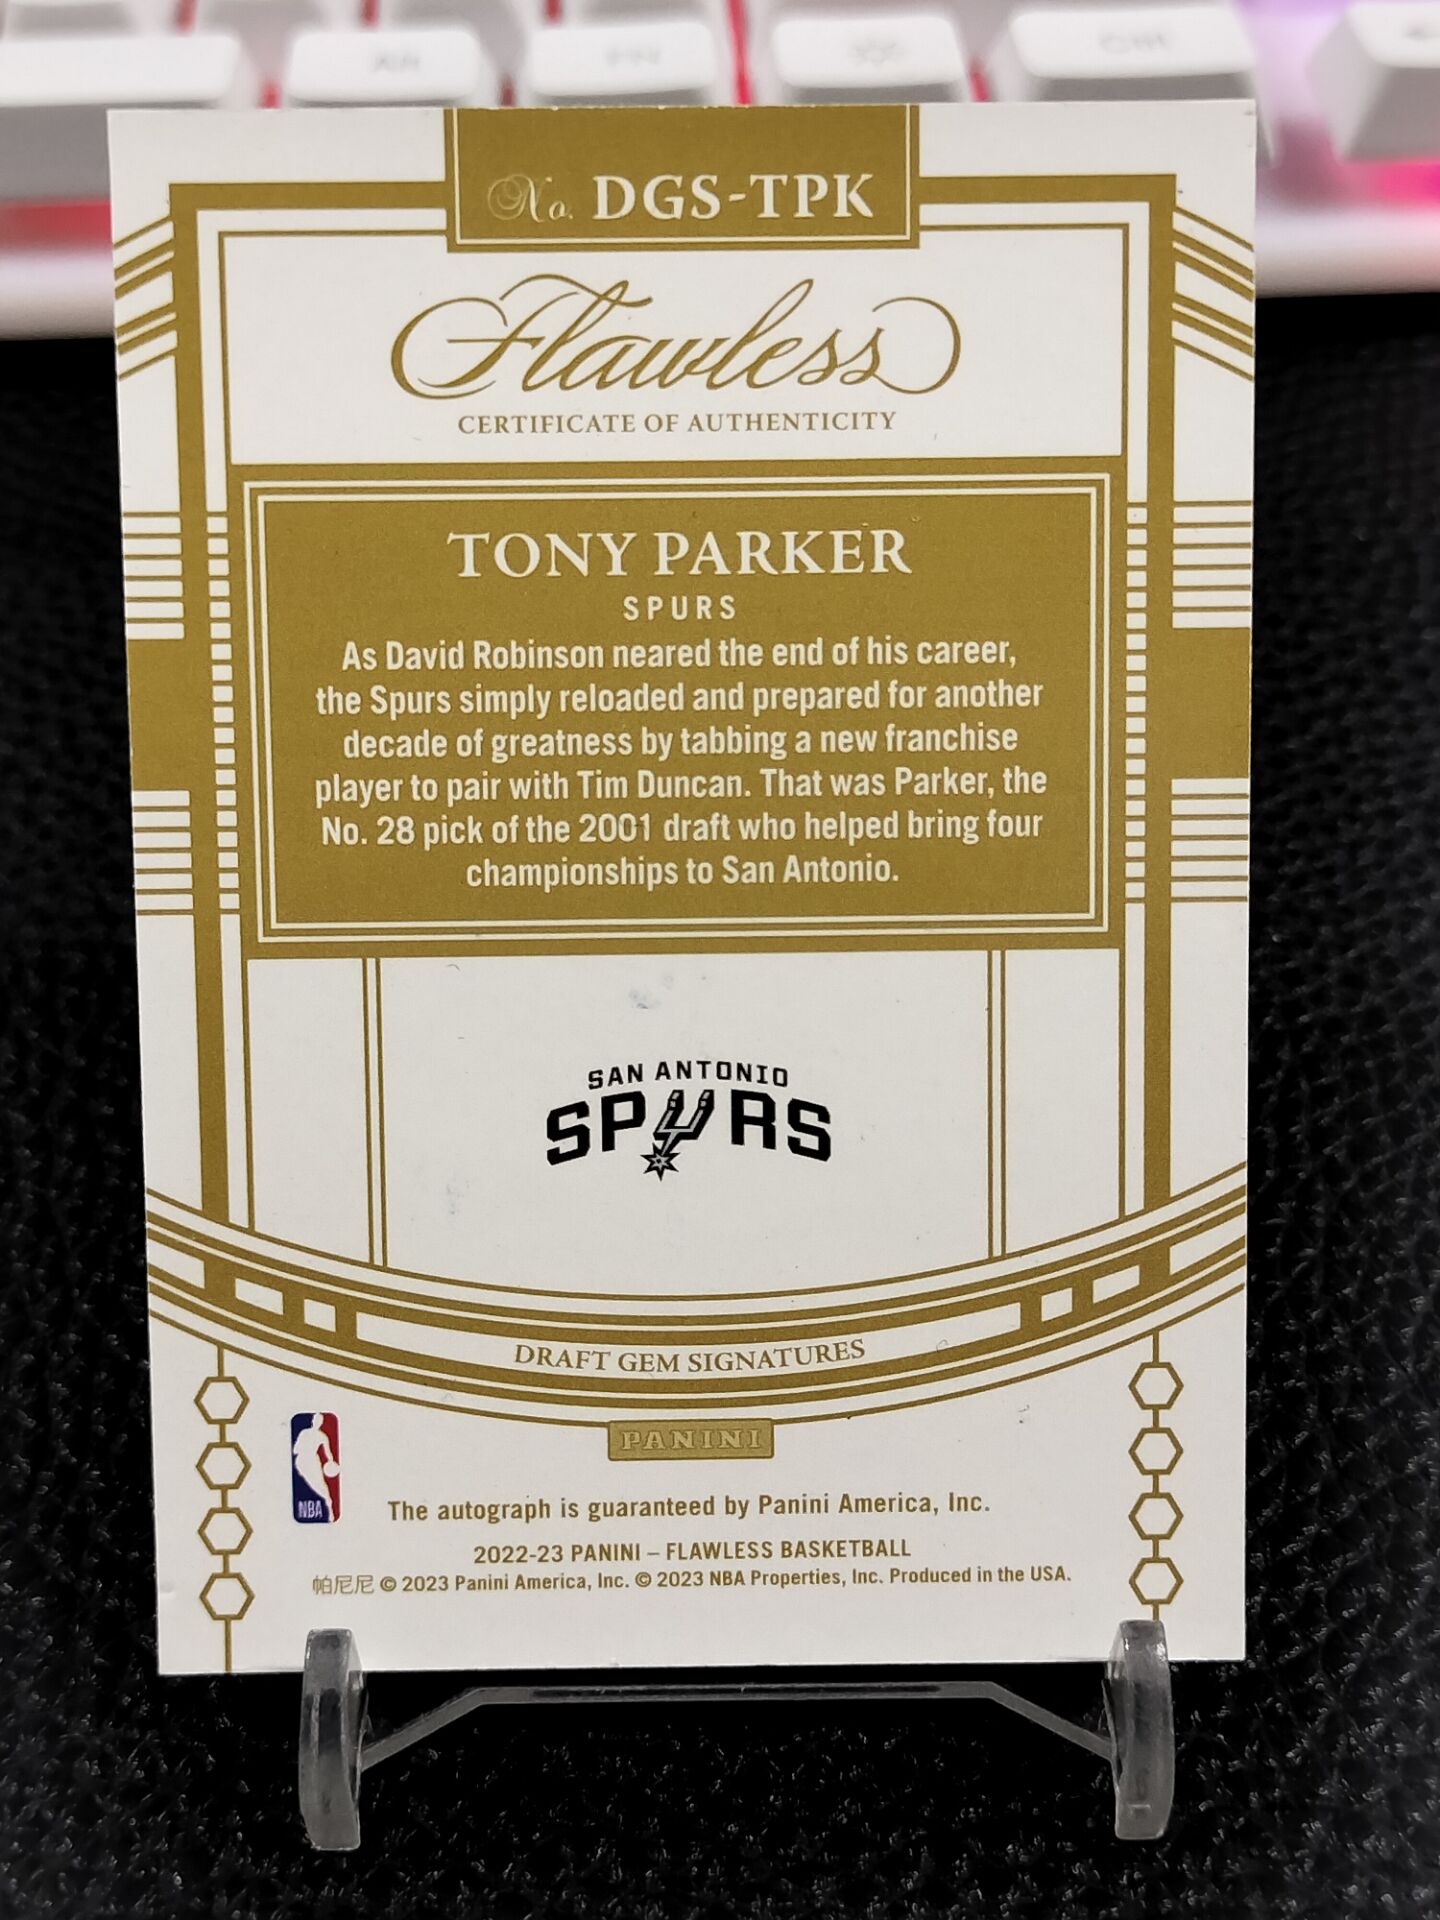 Alt
FN
Ctrl
No. DGS-TPK
Flawless
CERTIFICATE OF AUTHENTICITY
TONY PARKER
SPURS
As David Robinson neared the end of his career,
the Spurs simply reloaded and prepared for another
decade of greatness by tabbing a new franchise
player to pair with Tim Duncan. That was Parker, the
No. 28 pick of the 2001 draft who helped bring four
championships to San Antonio.
SAN ANTONIO
SPURS
DRAFT GEM SIGNATURES
PANINI
NBA
The autograph is guaranteed by Panini America, Inc.
2022-23 PANINI – FLAWLESS BASKETBALL
帕尼尼 © 2023 Panini America, Inc. © 2023 NBA Properties, Inc. Produced in the USA.